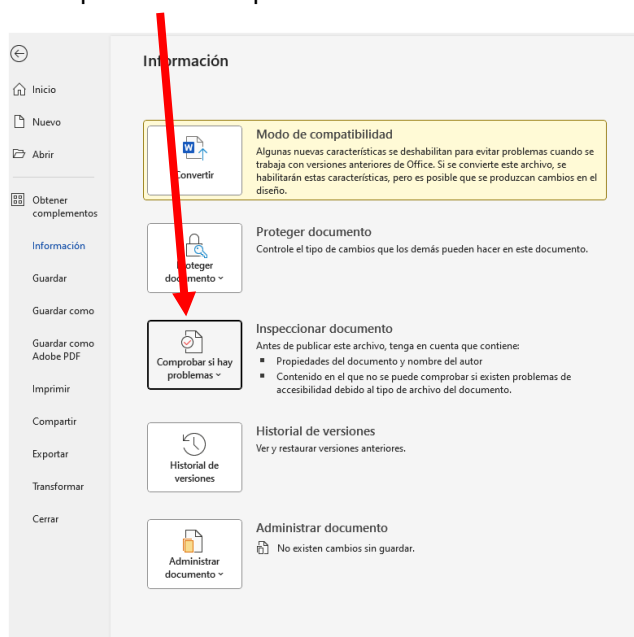 Información
Inicio
Nuevo
Abrir
Obtener
complementos
Información
Guardar
Guardar como
Guardar como
Adobe PDF
Imprimir
Compartir
Exportar
Transformar
Cerrar
Convertir
Modo de compatibilidad
Algunas nuevas características se deshabilitan para evitar problemas cuando se
trabaja con versiones anteriores de Office. Si se convierte este archivo, se
habilitarán estas características, pero es posible que se produzcan cambios en el
diseño.
Proteger
documento
Proteger documento
Controle el tipo de cambios que los demás pueden hacer en este documento.
Comprobar si hay
problemas
Inspeccionar documento
Antes de publicar este archivo, tenga en cuenta que contiene:
Propiedades del documento y nombre del autor
Contenido en el que no se puede comprobar si existen problemas de
accesibilidad debido al tipo de archivo del documento.
Historial de
versiones
Historial de versiones
Ver y restaurar versiones anteriores.
Administrar
documento
Administrar documento
No existen cambios sin guardar.